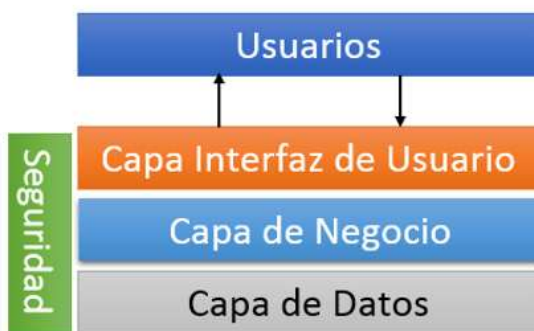 Usuarios
Seguridad
Capa Interfaz de Usuario
Capa de Negocio
Capa de Datos